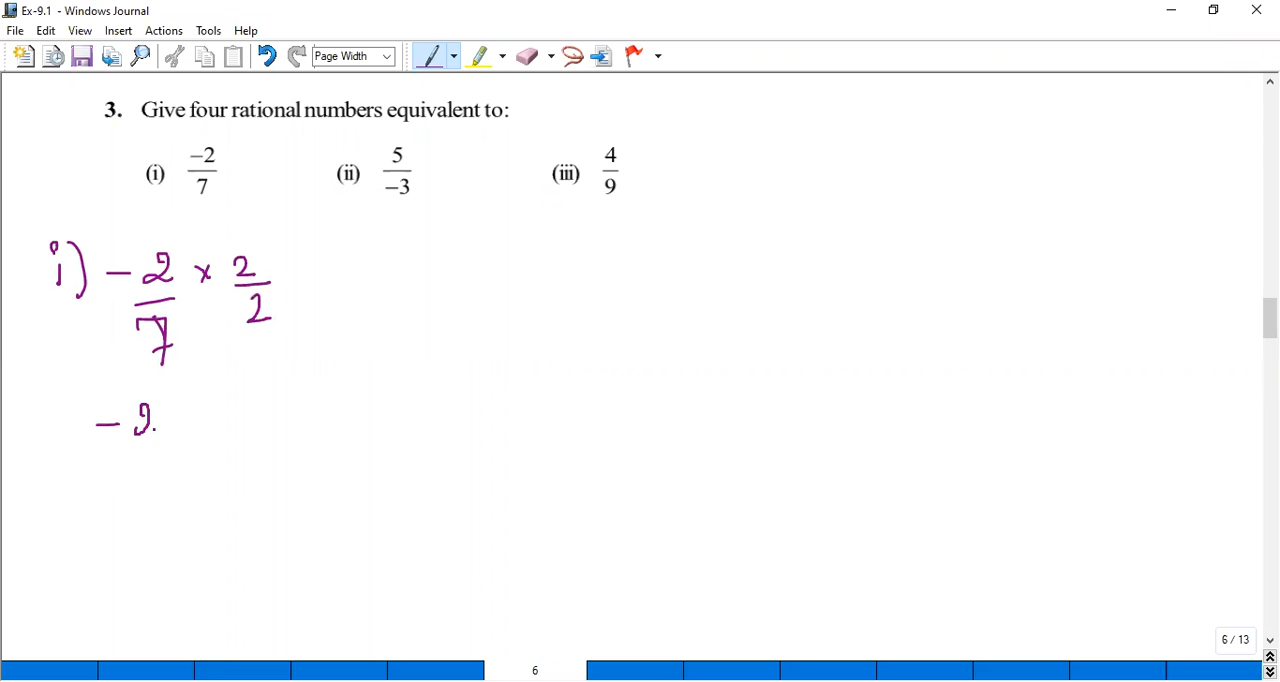 Ex-9.1 - Windows Journal
File Edit View Insert Actions Tools Help
Page Width
3. Give four rational numbers equivalent to:
(i) −2/7 (ii) 5/−3 (iii) 4/9
i) − 2/7 × 2/2
−
6 / 13
6